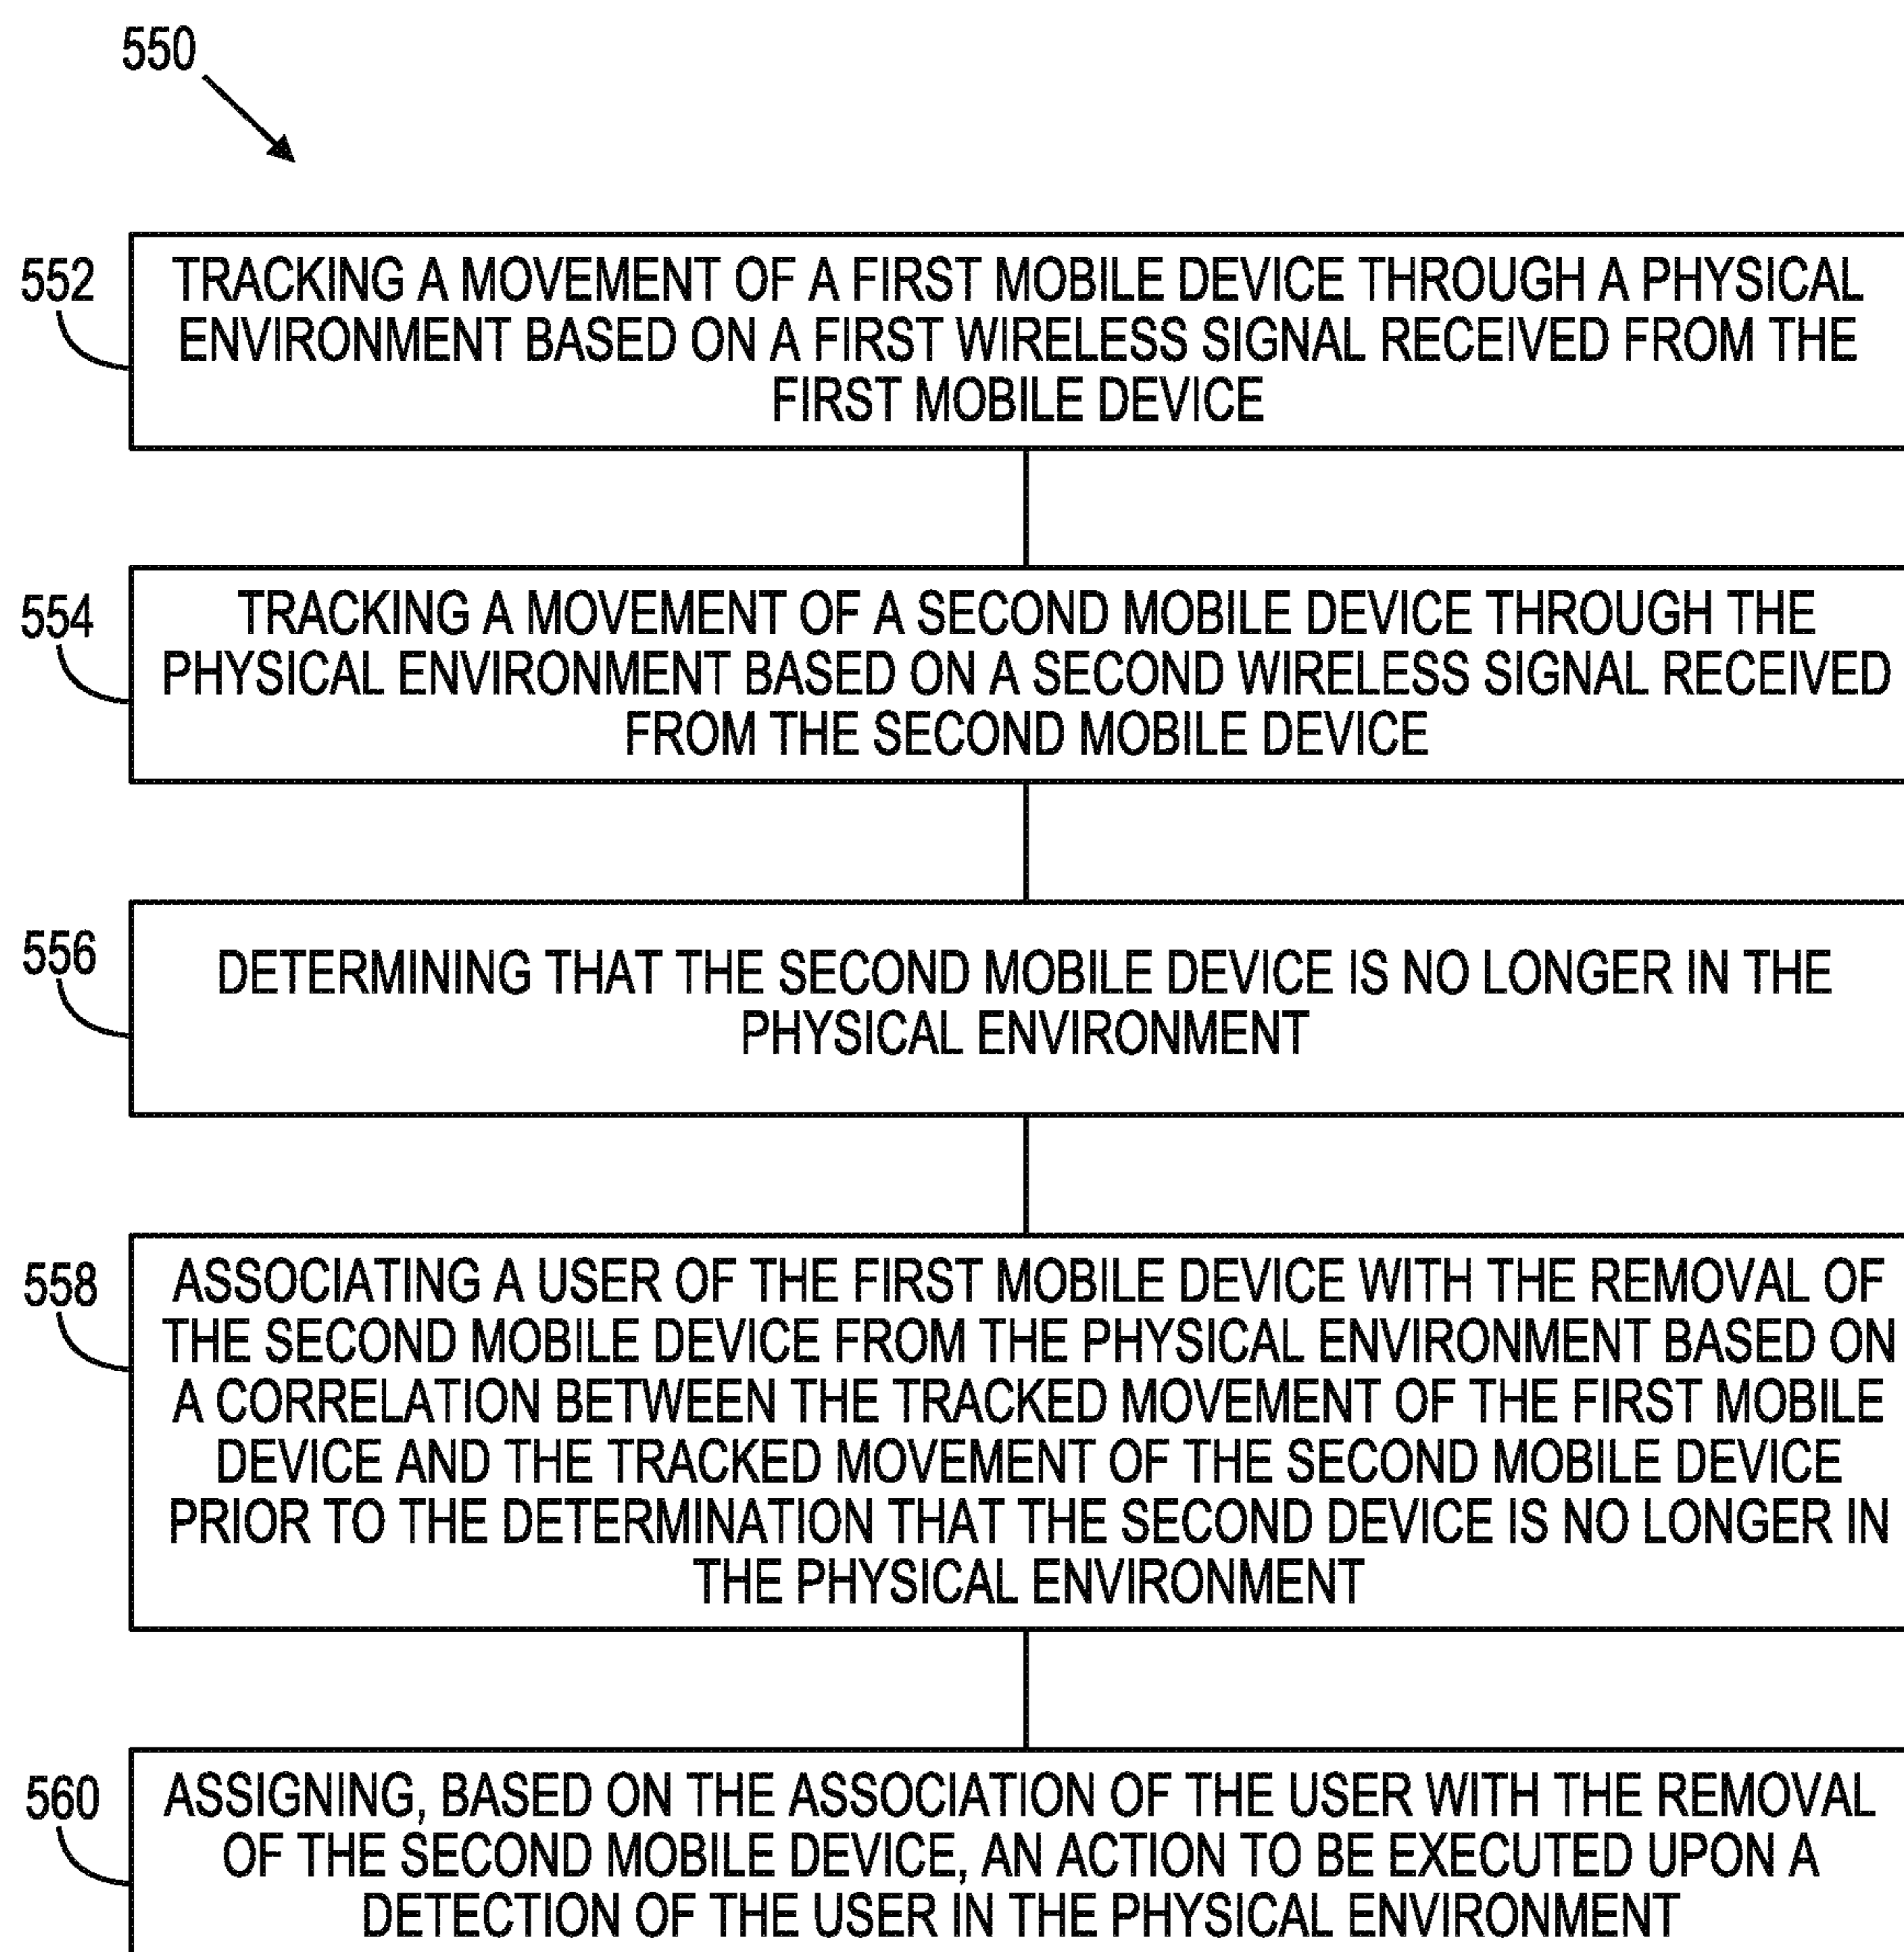 550
552
TRACKING A MOVEMENT OF A FIRST MOBILE DEVICE THROUGH A PHYSICAL
ENVIRONMENT BASED ON A FIRST WIRELESS SIGNAL RECEIVED FROM THE
FIRST MOBILE DEVICE
554
TRACKING A MOVEMENT OF A SECOND MOBILE DEVICE THROUGH THE
PHYSICAL ENVIRONMENT BASED ON A SECOND WIRELESS SIGNAL RECEIVED
FROM THE SECOND MOBILE DEVICE
556
DETERMINING THAT THE SECOND MOBILE DEVICE IS NO LONGER IN THE
PHYSICAL ENVIRONMENT
558
ASSOCIATING A USER OF THE FIRST MOBILE DEVICE WITH THE REMOVAL OF
THE SECOND MOBILE DEVICE FROM THE PHYSICAL ENVIRONMENT BASED ON
A CORRELATION BETWEEN THE TRACKED MOVEMENT OF THE FIRST MOBILE
DEVICE AND THE TRACKED MOVEMENT OF THE SECOND MOBILE DEVICE
PRIOR TO THE DETERMINATION THAT THE SECOND DEVICE IS NO LONGER IN
THE PHYSICAL ENVIRONMENT
560
ASSIGNING, BASED ON THE ASSOCIATION OF THE USER WITH THE REMOVAL
OF THE SECOND MOBILE DEVICE, AN ACTION TO BE EXECUTED UPON A
DETECTION OF THE USER IN THE PHYSICAL ENVIRONMENT